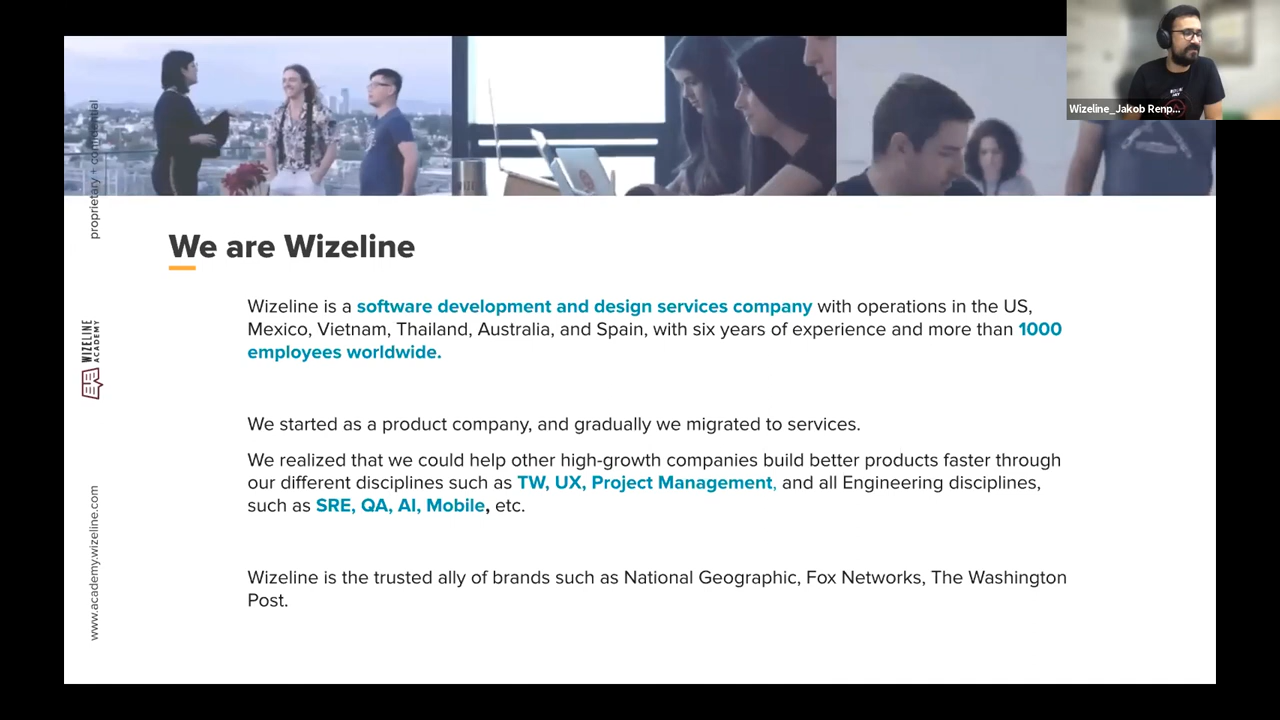 Wizeline_Jakob Renp...
proprietary + confidential
We are Wizeline
Wizeline is a software development and design services company with operations in the US,
Mexico, Vietnam, Thailand, Australia, and Spain, with six years of experience and more than 1000
employees worldwide.
We started as a product company, and gradually we migrated to services.
We realized that we could help other high-growth companies build better products faster through
our different disciplines such as TW, UX, Project Management, and all Engineering disciplines,
such as SRE, QA, AI, Mobile, etc.
Wizeline is the trusted ally of brands such as National Geographic, Fox Networks, The Washington
Post.
WIZELINE
ACADEMY
www.academy.wizeline.com